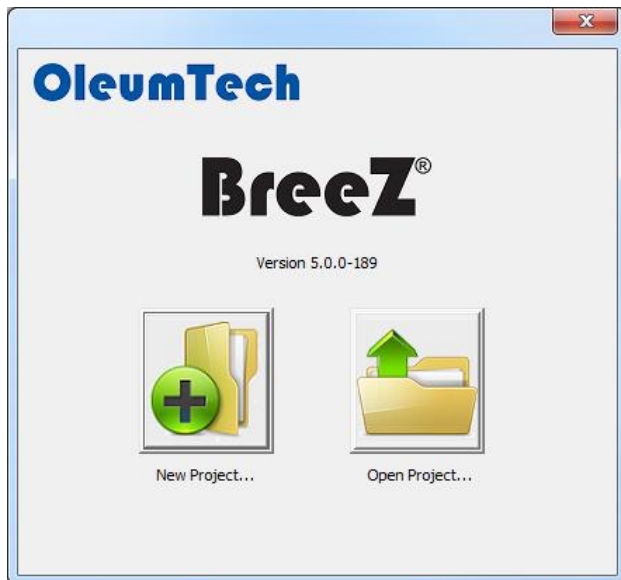 OleumTech
BreeZ®
Version 5.0.0-189
New Project...
Open Project...